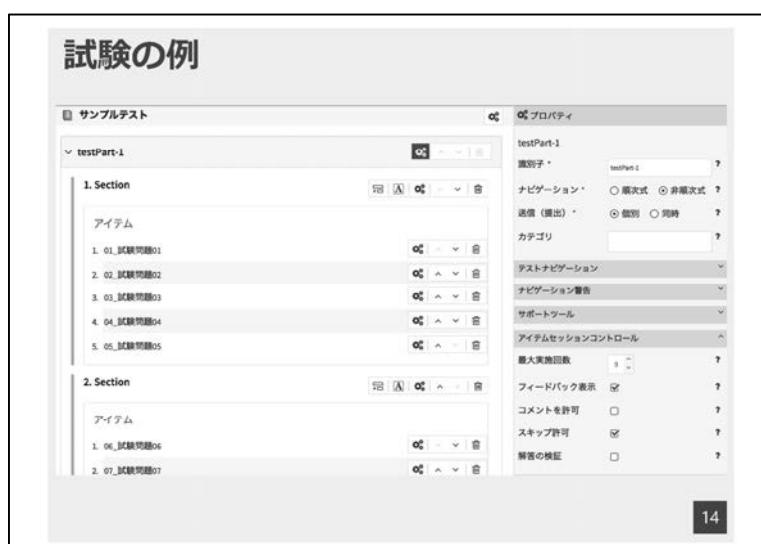 試験の例
サンプルテスト
testPart-1
1. Section
アイテム
1. 01_試験問題01
2. 02_試験問題02
3. 03_試験問題03
4. 04_試験問題04
5. 05_試験問題05
2. Section
アイテム
1. 06_試験問題06
2. 07_試験問題07
プロパティ
testPart-1
識別子 * testPart-1 ?
ナビゲーション * 順次式 非順次式 ?
送信（提出） * 個別 同時 ?
カテゴリ ?
テストナビゲーション
ナビゲーション警告
サポートツール
アイテムセッションコントロール
最大実施回数 0 ?
フィードバック表示 ?
コメントを許可 ?
スキップ許可 ?
解答の検証 ?
14